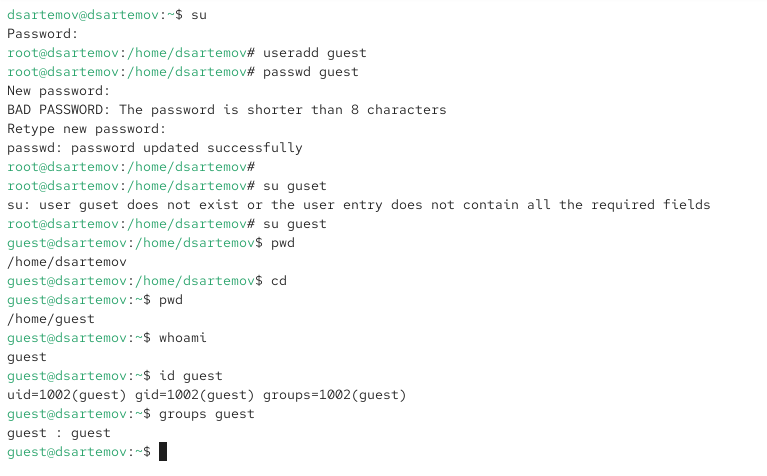 dsartemov@dsartemov:~$ su
Password:
root@dsartemov:/home/dsartemov# useradd guest
root@dsartemov:/home/dsartemov# passwd guest
New password:
BAD PASSWORD: The password is shorter than 8 characters
Retype new password:
passwd: password updated successfully
root@dsartemov:/home/dsartemov#
root@dsartemov:/home/dsartemov# su guset
su: user guset does not exist or the user entry does not contain all the required fields
root@dsartemov:/home/dsartemov# su guest
guest@dsartemov:/home/dsartemov$ pwd
/home/dsartemov
guest@dsartemov:/home/dsartemov$ cd
guest@dsartemov:~$ pwd
/home/guest
guest@dsartemov:~$ whoami
guest
guest@dsartemov:~$ id guest
uid=1002(guest) gid=1002(guest) groups=1002(guest)
guest@dsartemov:~$ groups guest
guest : guest
guest@dsartemov:~$